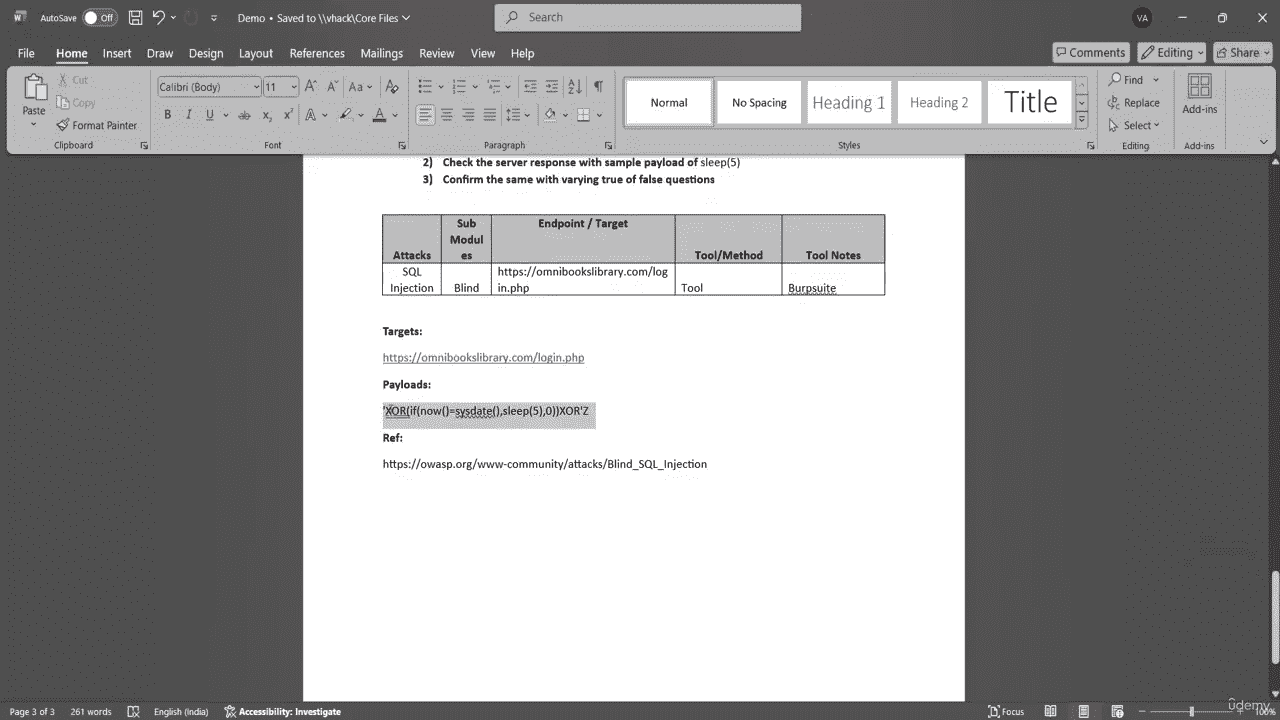 AutoSave Off Demo • Saved to \\vhack\Core Files Search VA
File Home Insert Draw Design Layout References Mailings Review View Help Comments Editing Share
Paste Cut Copy Format Painter Clipboard
Calibri (Body) 11 Font
Paragraph
Normal No Spacing Heading 1 Heading 2 Title Styles
Find Replace Select Editing
Add-ins Add-ins
2) Check the server response with sample payload of sleep(5)
3) Confirm the same with varying true of false questions
Attacks Sub Modul es Endpoint / Target Tool/Method Tool Notes
SQL Injection Blind https://omnibookslibrary.com/log in.php Tool Burpsuite
Targets:
https://omnibookslibrary.com/login.php
Payloads:
'XOR(if(now()=sysdate(),sleep(5),0))XOR'Z
Ref:
https://owasp.org/www-community/attacks/Blind_SQL_Injection
Page 3 of 3 261 words English (India) Accessibility: Investigate Focus 100%
Udemy